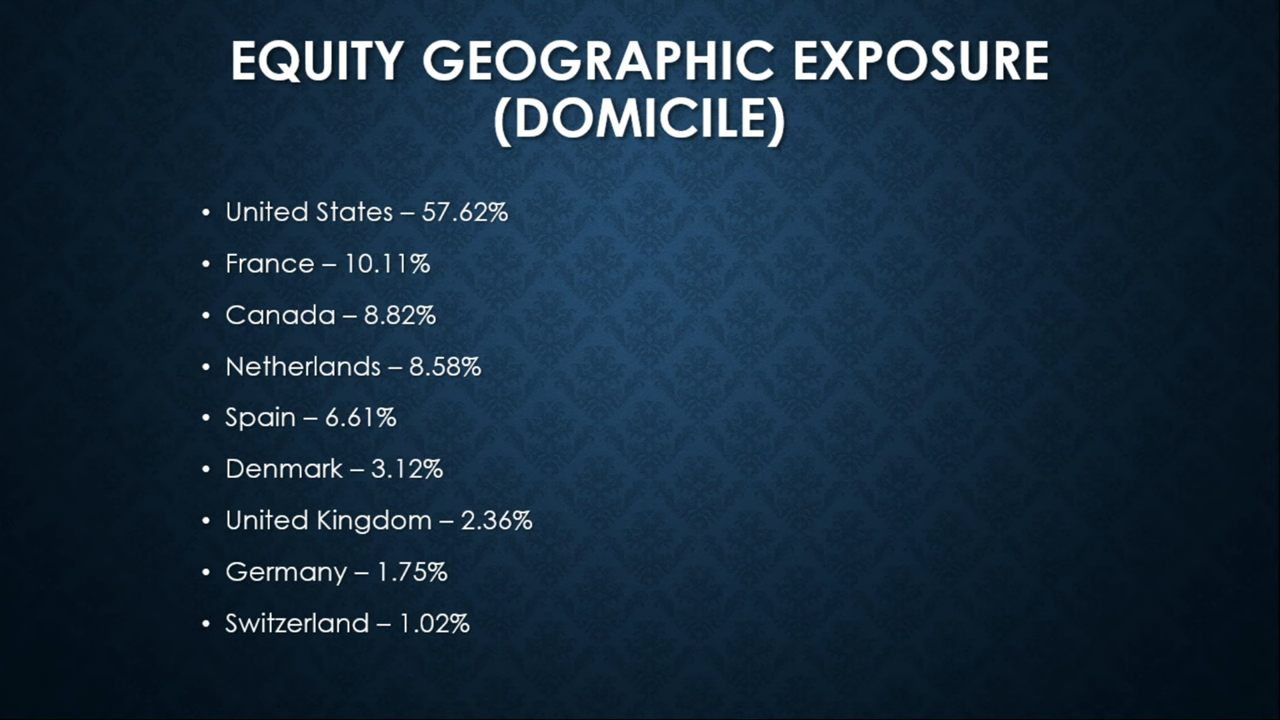 EQUITY GEOGRAPHIC EXPOSURE
(DOMICILE)
• United States – 57.62%
• France – 10.11%
• Canada – 8.82%
• Netherlands – 8.58%
• Spain – 6.61%
• Denmark – 3.12%
• United Kingdom – 2.36%
• Germany – 1.75%
• Switzerland – 1.02%